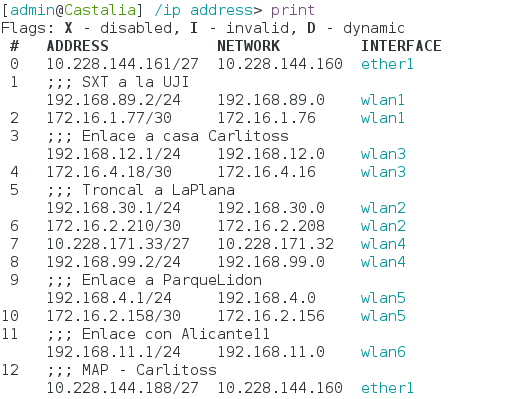 [admin@Castalia] /ip address> print
Flags: X - disabled, I - invalid, D - dynamic
 #   ADDRESS            NETWORK         INTERFACE
 0   10.228.144.161/27  10.228.144.160  ether1
 1   ;;; SXT a la UJI
     192.168.89.2/24    192.168.89.0    wlan1
 2   172.16.1.77/30     172.16.1.76     wlan1
 3   ;;; Enlace a casa Carlitoss
     192.168.12.1/24    192.168.12.0    wlan3
 4   172.16.4.18/30     172.16.4.16     wlan3
 5   ;;; Troncal a LaPlana
     192.168.30.1/24    192.168.30.0    wlan2
 6   172.16.2.210/30    172.16.2.208    wlan2
 7   10.228.171.33/27   10.228.171.32   wlan4
 8   192.168.99.2/24    192.168.99.0    wlan4
 9   ;;; Enlace a ParqueLidon
     192.168.4.1/24     192.168.4.0     wlan5
10   172.16.2.158/30    172.16.2.156    wlan5
11   ;;; Enlace con Alicante11
     192.168.11.1/24    192.168.11.0    wlan6
12   ;;; MAP - Carlitoss
     10.228.144.188/27  10.228.144.160  ether1